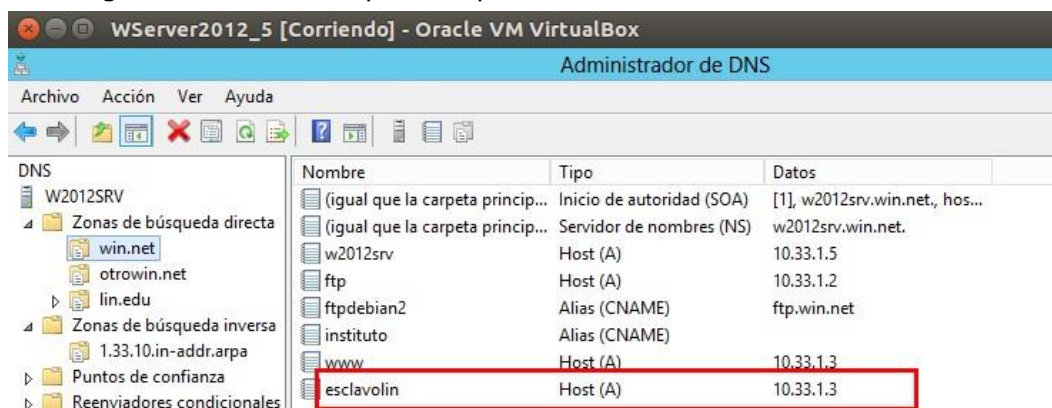 WServer2012_5 [Corriendo] - Oracle VM VirtualBox
Administrador de DNS
Archivo Acción Ver Ayuda
DNS
W2012SRV
Zonas de búsqueda directa
win.net
otrowin.net
lin.edu
Zonas de búsqueda inversa
1.33.10.in-addr.arpa
Puntos de confianza
Reenviadores condicionales
Nombre Tipo Datos
(igual que la carpeta princip... Inicio de autoridad (SOA) [1], w2012srv.win.net., hos...
(igual que la carpeta princip... Servidor de nombres (NS) w2012srv.win.net.
w2012srv Host (A) 10.33.1.5
ftp Host (A) 10.33.1.2
ftpdebian2 Alias (CNAME) ftp.win.net
instituto Alias (CNAME)
www Host (A) 10.33.1.3
esclavolin Host (A) 10.33.1.3